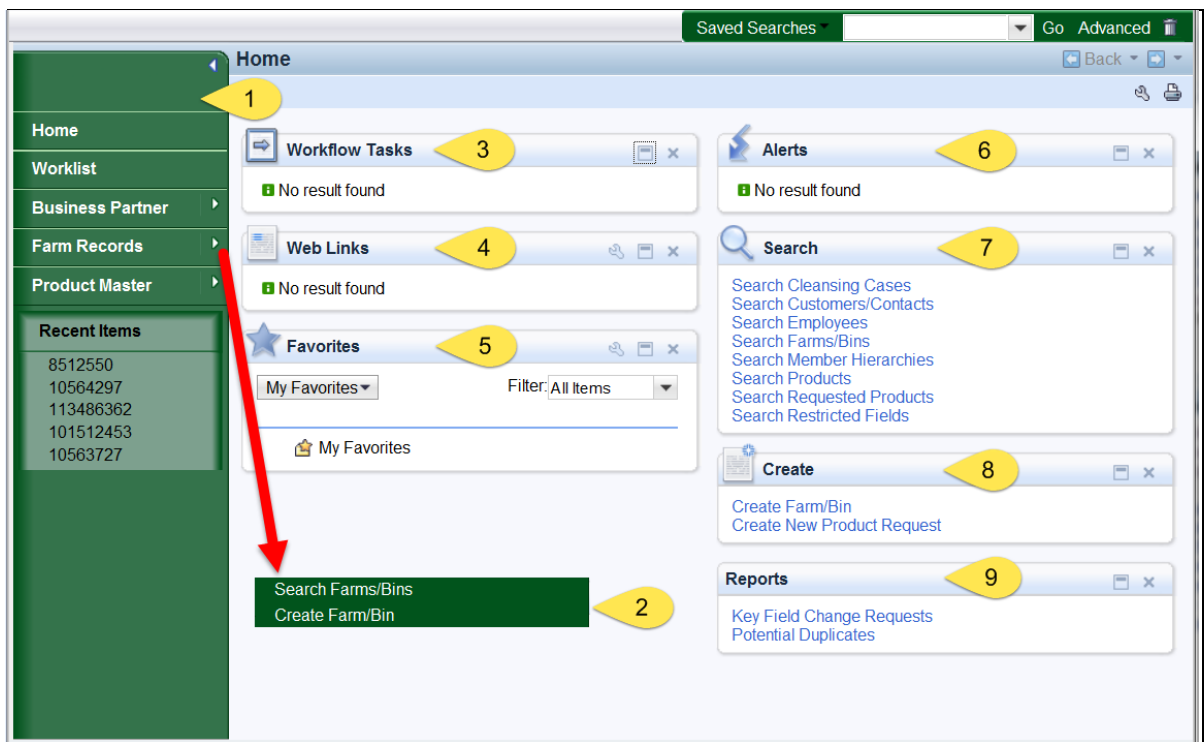 Saved Searches
Go Advanced
Home
Back
1
Home
Worklist
Business Partner
Farm Records
Product Master
Recent Items
8512550
10564297
113486362
101512453
10563727
Workflow Tasks
3
No result found
Web Links
4
No result found
Favorites
5
My Favorites
Filter: All Items
My Favorites
Search Farms/Bins
Create Farm/Bin
2
Alerts
6
No result found
Search
7
Search Cleansing Cases
Search Customers/Contacts
Search Employees
Search Farms/Bins
Search Member Hierarchies
Search Products
Search Requested Products
Search Restricted Fields
Create
8
Create Farm/Bin
Create New Product Request
Reports
9
Key Field Change Requests
Potential Duplicates